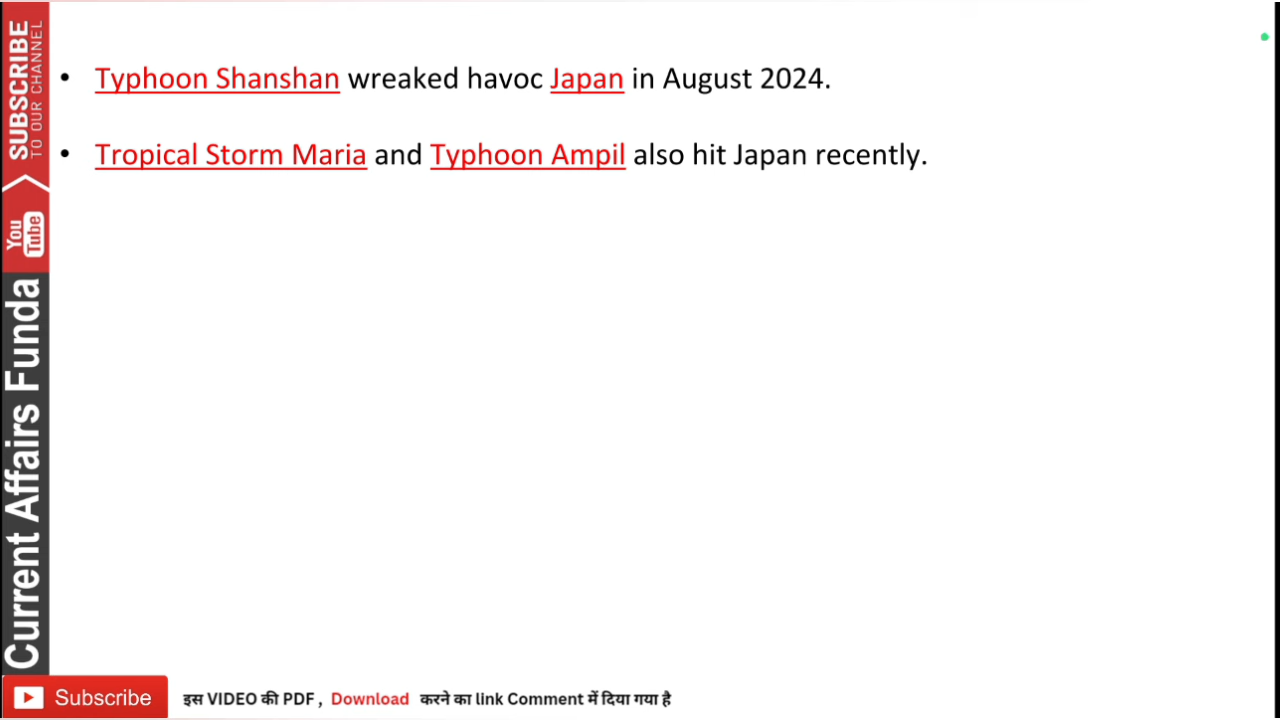 • Typhoon Shanshan wreaked havoc Japan in August 2024.
• Tropical Storm Maria and Typhoon Ampil also hit Japan recently.
SUBSCRIBE
TO OUR CHANNEL
You
Tube
Current Affairs Funda
Subscribe
इस VIDEO की PDF , Download करने का link Comment में दिया गया है